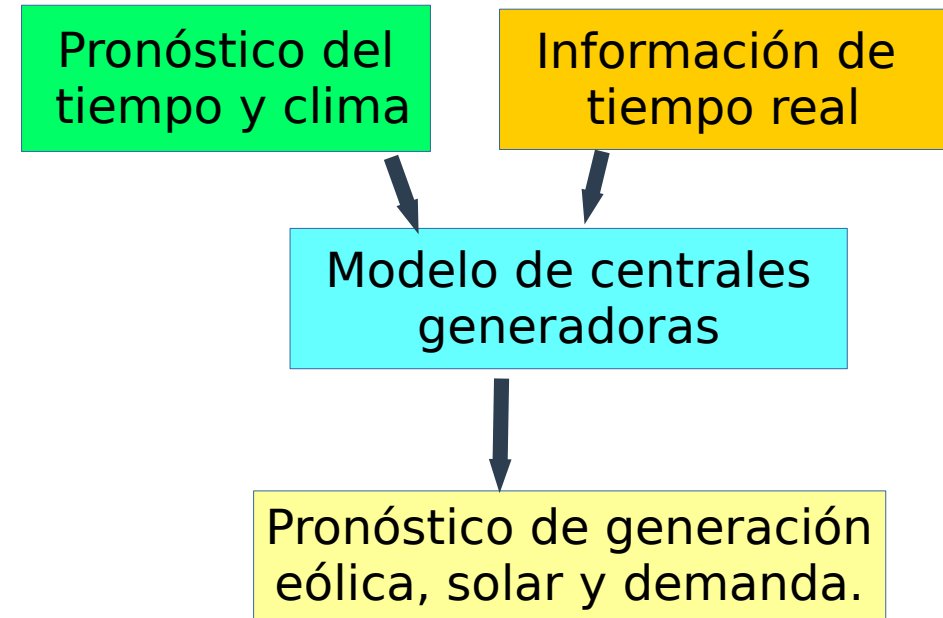 Pronóstico del
tiempo y clima
Información de
tiempo real
Modelo de centrales
generadoras
Pronóstico de generación
eólica, solar y demanda.